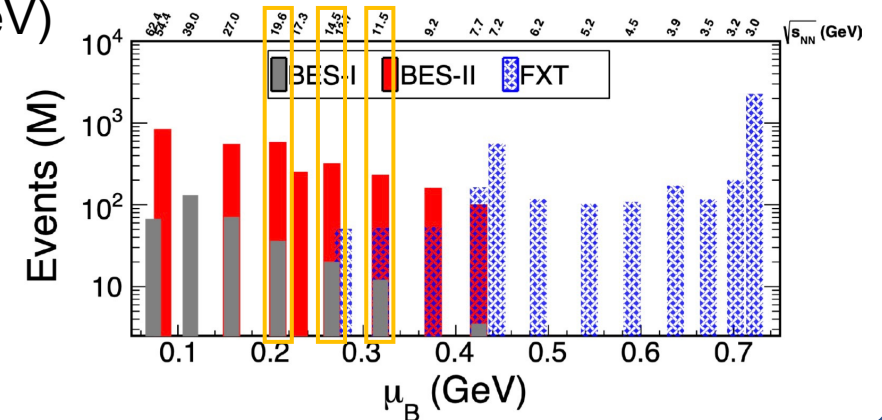 eV)
62.4 54.4 39.0 27.0 19.6 17.3 14.5 11.5 9.2 7.7 7.2 6.2 5.2 4.5 3.9 3.5 3.2 3.0 √sNN (GeV)
10⁴
BES-I BES-II FXT
10³
10²
10
Events (M)
0.1 0.2 0.3 0.4 0.5 0.6 0.7
μB (GeV)